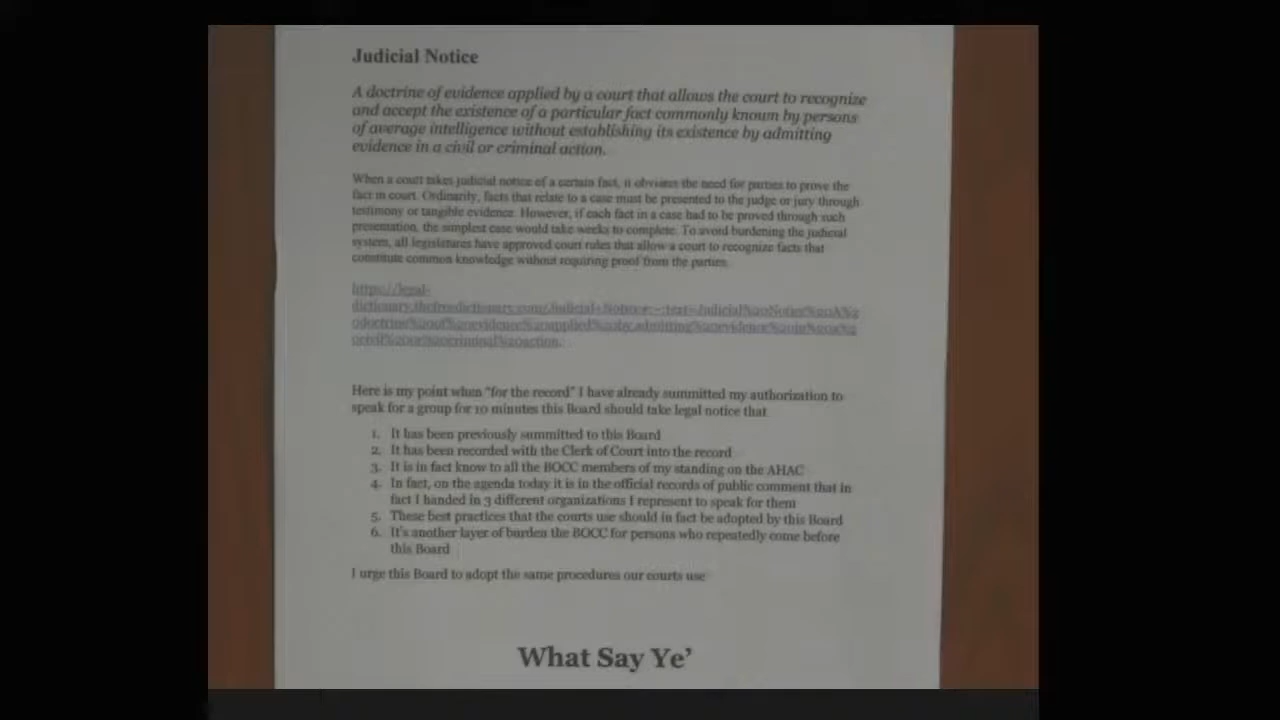 Judicial Notice
A doctrine of evidence applied by a court that allows the court to recognize
and accept the existence of a particular fact commonly known by persons
of average intelligence without establishing its existence by admitting
evidence in a civil or criminal action.
When a court takes judicial notice of a certain fact, it obviates the need for parties to prove the
fact in court. Ordinarily, facts that relate to a case must be presented to the judge or jury through
testimony or tangible evidence. However, if each fact in a case had to be proved through such
presentation, the simplest case would take weeks to complete. To avoid burdening the judicial
system, all legislatures have approved court rules that allow a court to recognize facts that
constitute common knowledge without requiring proof from the parties.
https://legal-
Here is my point when "for the record" I have already summitted my authorization to
speak for a group for 10 minutes this Board should take legal notice that
1. It has been previously summitted to this Board
2. It has been recorded with the Clerk of Court into the record
3. It is in fact know to all the BOCC members of my standing on the AHAC
4. In fact, on the agenda today it is in the official records of public comment that in
fact I handed in 3 different organizations I represent to speak for them
5. These best practices that the courts use should in fact be adopted by this Board
6. It's another layer of burden the BOCC for persons who repeatedly come before
this Board
I urge this Board to adopt the same procedures our courts use
What Say Ye'